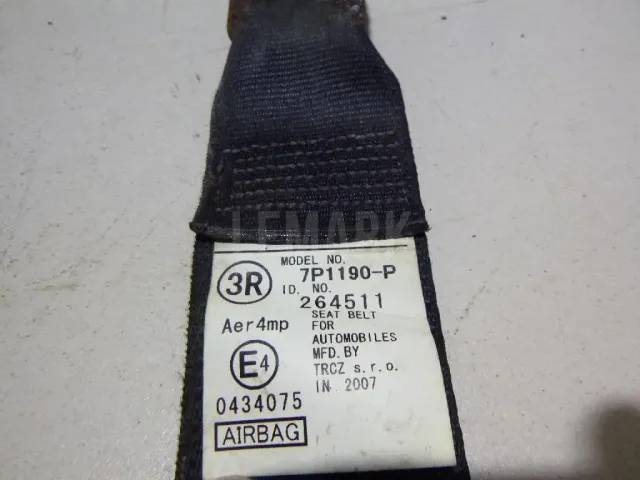 LEMARK
3R
MODEL NO.
7P1190-P
ID. NO.
264511
Aer4mp
SEAT BELT
FOR
AUTOMOBILES
MFD. BY
TRCZ s.r.o.
IN 2007
E4
0434075
AIRBAG